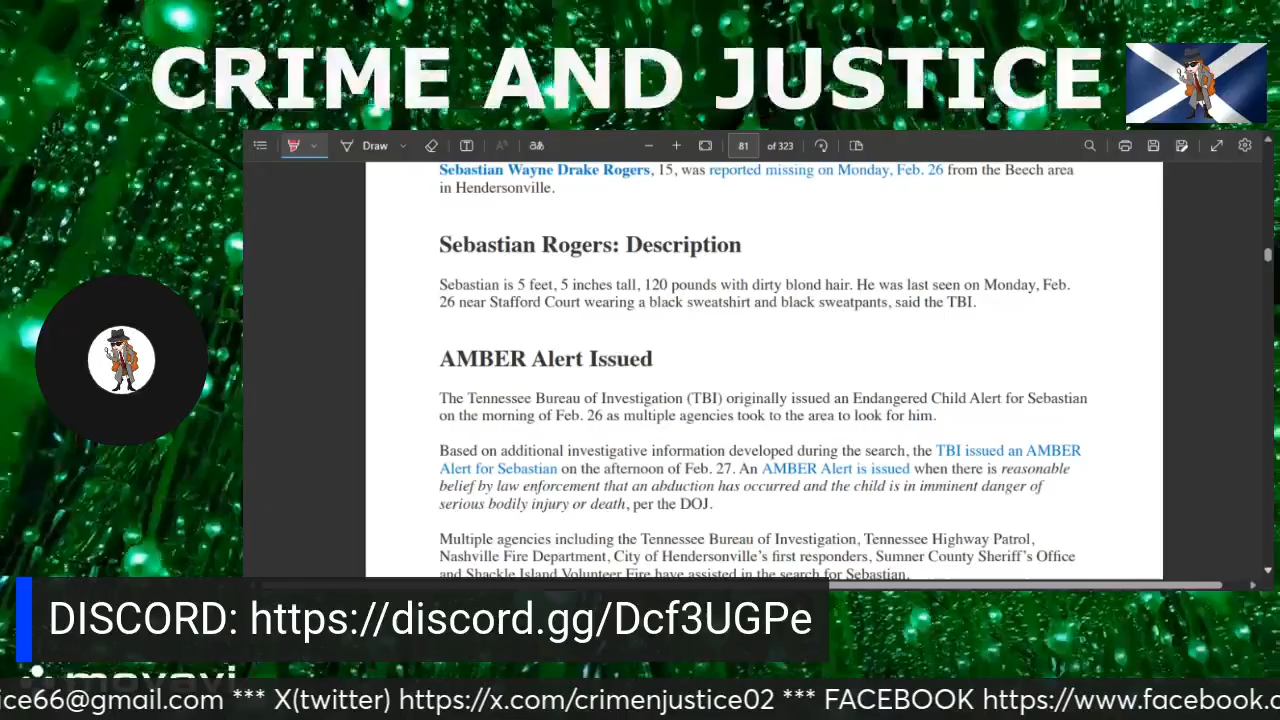 CRIME AND JUSTICE
Draw
81 of 323
Sebastian Wayne Drake Rogers, 15, was reported missing on Monday, Feb. 26 from the Beech area
in Hendersonville.
Sebastian Rogers: Description
Sebastian is 5 feet, 5 inches tall, 120 pounds with dirty blond hair. He was last seen on Monday, Feb.
26 near Stafford Court wearing a black sweatshirt and black sweatpants, said the TBI.
AMBER Alert Issued
The Tennessee Bureau of Investigation (TBI) originally issued an Endangered Child Alert for Sebastian
on the morning of Feb. 26 as multiple agencies took to the area to look for him.
Based on additional investigative information developed during the search, the TBI issued an AMBER
Alert for Sebastian on the afternoon of Feb. 27. An AMBER Alert is issued when there is reasonable
belief by law enforcement that an abduction has occurred and the child is in imminent danger of
serious bodily injury or death, per the DOJ.
Multiple agencies including the Tennessee Bureau of Investigation, Tennessee Highway Patrol,
Nashville Fire Department, City of Hendersonville's first responders, Sumner County Sheriff's Office
and Shackle Island Volunteer Fire have assisted in the search for Sebastian.
DISCORD: https://discord.gg/Dcf3UGPe
movavi
ice66@gmail.com *** X(twitter) https://x.com/crimenjustice02 *** FACEBOOK https://www.facebook.c